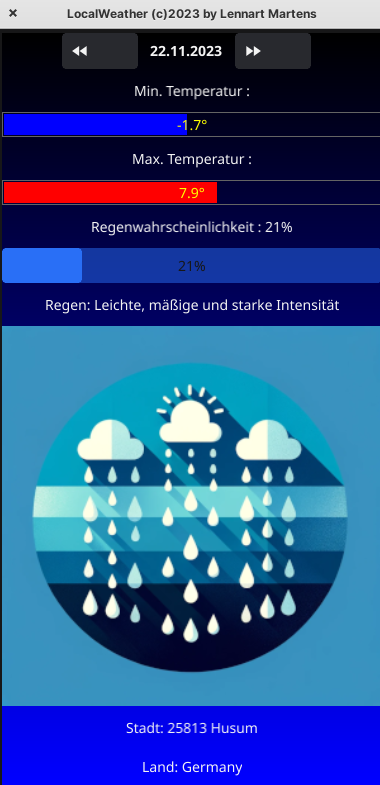 LocalWeather (c)2023 by Lennart Martens
22.11.2023
Min. Temperatur :
-1.7°
Max. Temperatur :
7.9°
Regenwahrscheinlichkeit : 21%
21%
Regen: Leichte, mäßige und starke Intensität
Stadt: 25813 Husum
Land: Germany